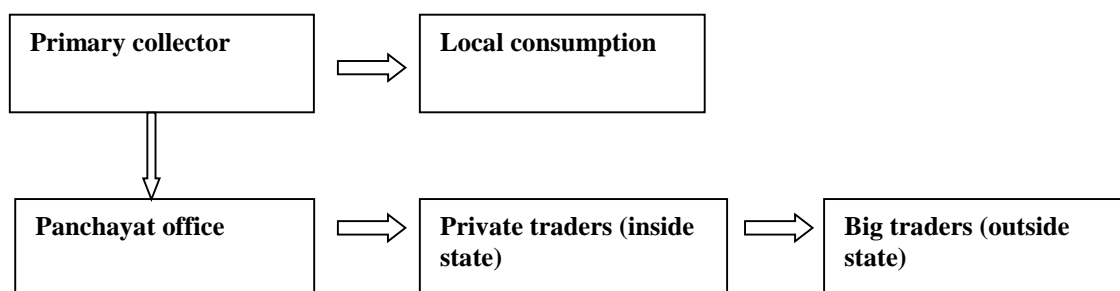 Primary collector
Local consumption
Panchayat office
Private traders (inside
state)
Big traders (outside
state)